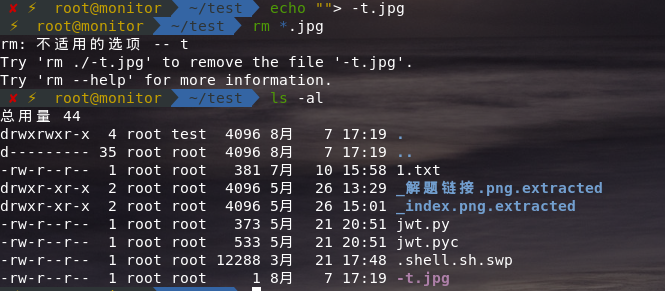 ✘ ⚡ root@monitor ~/test echo ""> -t.jpg
⚡ root@monitor ~/test rm *.jpg
rm: 不适用的选项 -- t
Try 'rm ./-t.jpg' to remove the file '-t.jpg'.
Try 'rm --help' for more information.
✘ ⚡ root@monitor ~/test ls -al
总用量 44
drwxrwxr-x 4 root test 4096 8月 7 17:19 .
d--------- 35 root root 4096 8月 7 17:19 ..
-rw-r--r-- 1 root root 381 7月 10 15:58 1.txt
drwxr-xr-x 2 root root 4096 5月 26 13:29 _解题链接.png.extracted
drwxr-xr-x 2 root root 4096 5月 26 15:01 _index.png.extracted
-rw-r--r-- 1 root root 373 5月 21 20:51 jwt.py
-rw-r--r-- 1 root root 533 5月 21 20:51 jwt.pyc
-rw-r--r-- 1 root root 12288 3月 21 17:48 .shell.sh.swp
-rw-r--r-- 1 root root 1 8月 7 17:19 -t.jpg